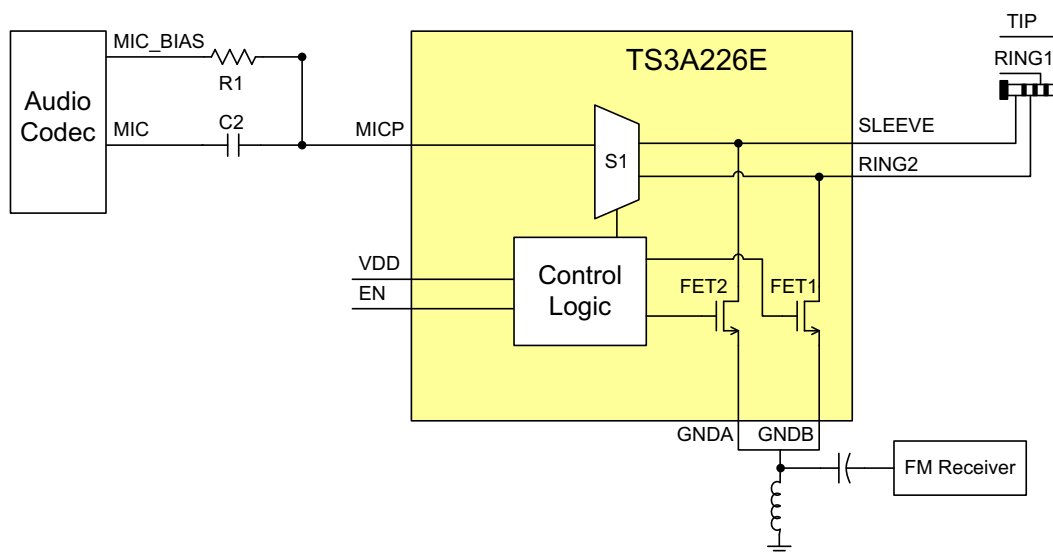 TIP
RING1
TS3A226E
MIC_BIAS
R1
Audio
Codec
MIC
C2
MICP
SLEEVE
S1
RING2
VDD
EN
Control
Logic
FET2
FET1
GNDA
GNDB
FM Receiver